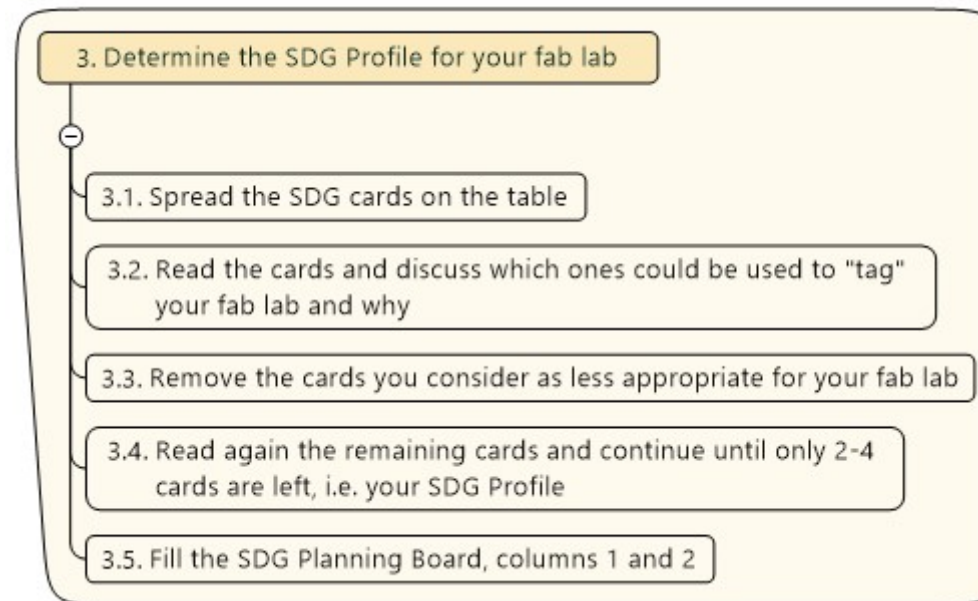 3. Determine the SDG Profile for your fab lab
3.1. Spread the SDG cards on the table
3.2. Read the cards and discuss which ones could be used to "tag"
your fab lab and why
3.3. Remove the cards you consider as less appropriate for your fab lab
3.4. Read again the remaining cards and continue until only 2-4
cards are left, i.e. your SDG Profile
3.5. Fill the SDG Planning Board, columns 1 and 2